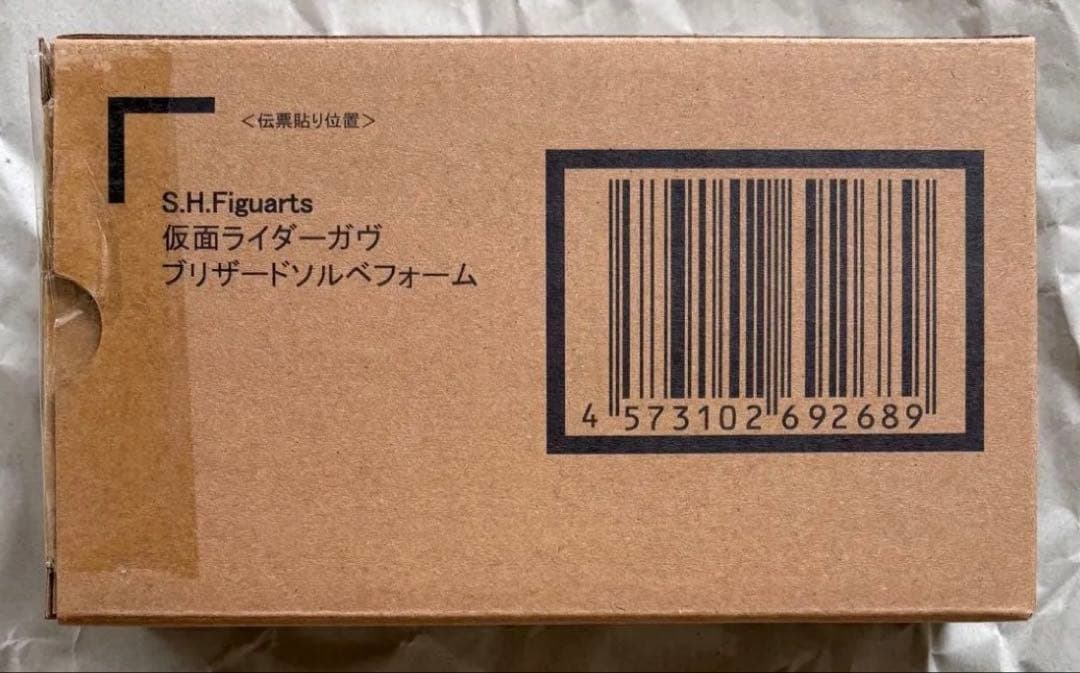 <伝票貼り位置>
S.H.Figuarts
仮面ライダーガヴ
ブリザードソルベフォーム
4 573102 692689